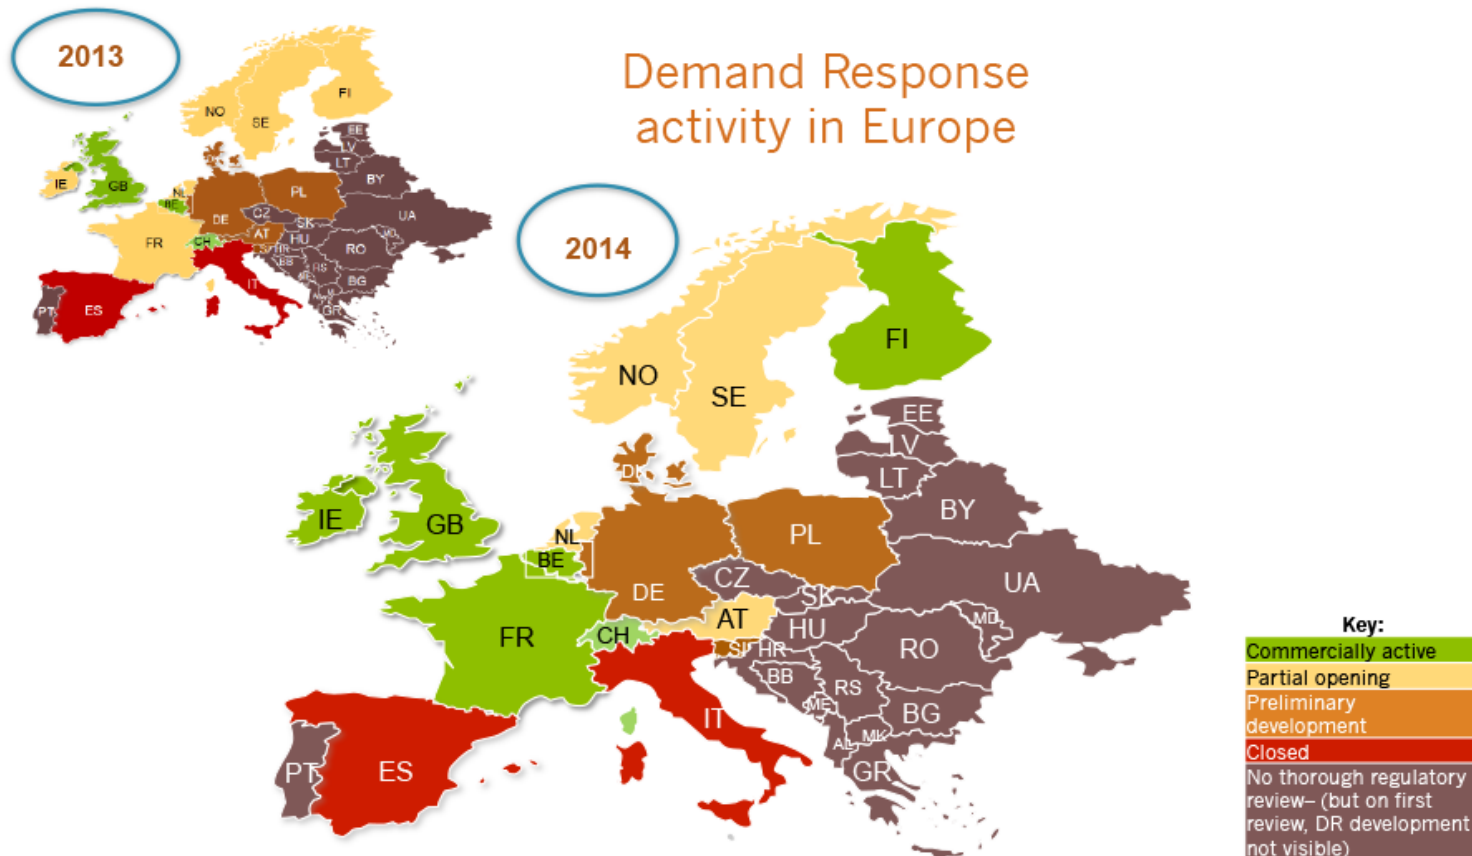 2013
Demand Response
activity in Europe
NO
SE
FI
EE
LV
LT
BY
IE
GB
NL
BE
DE
PL
CZ
SK
UA
FR
CH
AT
HU
HR
RO
BB
RS
BG
IT
PT
ES
GR
2014
NO
SE
FI
EE
LV
LT
BY
DK
IE
GB
NL
BE
DE
PL
CZ
SK
UA
FR
CH
AT
HU
MD
SI
HR
RO
BB
RS
ME
BG
IT
AL
MK
PT
ES
GR
Key:
Commercially active
Partial opening
Preliminary
development
Closed
No thorough regulatory
review– (but on first
review, DR development
not visible)